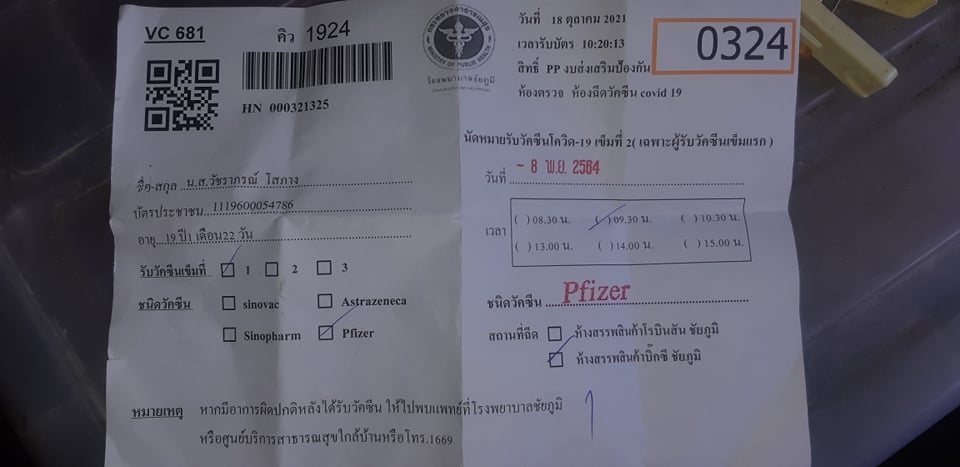 VC 681
คิว 1924
HN 000321325
กระทรวงสาธารณสุข
MINISTRY OF PUBLIC HEALTH
โรงพยาบาลชัยภูมิ
วันที่ 18 ตุลาคม 2021
เวลารับบัตร 10:20:13
สิทธิ์ PP งบส่งเสริมป้องกัน
ห้องตรวจ ห้องฉีดวัคซีน covid 19
0324
ชื่อ-สกุล น.ส.วัชราภรณ์ โสภาง
บัตรประชาชน 1119600054786
อายุ 19 ปี1 เดือน22 วัน
รับวัคซีนเข็มที่ 1 2 3
ชนิดวัคซีน sinovac Astrazeneca
Sinopharm Pfizer
นัดหมายรับวัคซีนโควิด-19 เข็มที่ 2( เฉพาะผู้รับวัคซีนเข็มแรก )
วันที่ - 8 พ.ย. 2564
เวลา
( ) 08.30 น. ( ) 09.30 น. ( ) 10.30 น.
( ) 13.00 น. ( ) 14.00 น. ( ) 15.00 น.
ชนิดวัคซีน Pfizer
สถานที่ฉีด ห้างสรรพสินค้าโรบินสัน ชัยภูมิ
ห้างสรรพสินค้าบิ๊กซี ชัยภูมิ
หมายเหตุ หากมีอาการผิดปกติหลังได้รับวัคซีน ให้ไปพบแพทย์ที่โรงพยาบาลชัยภูมิ
หรือศูนย์บริการสาธารณสุขใกล้บ้านหรือโทร.1669